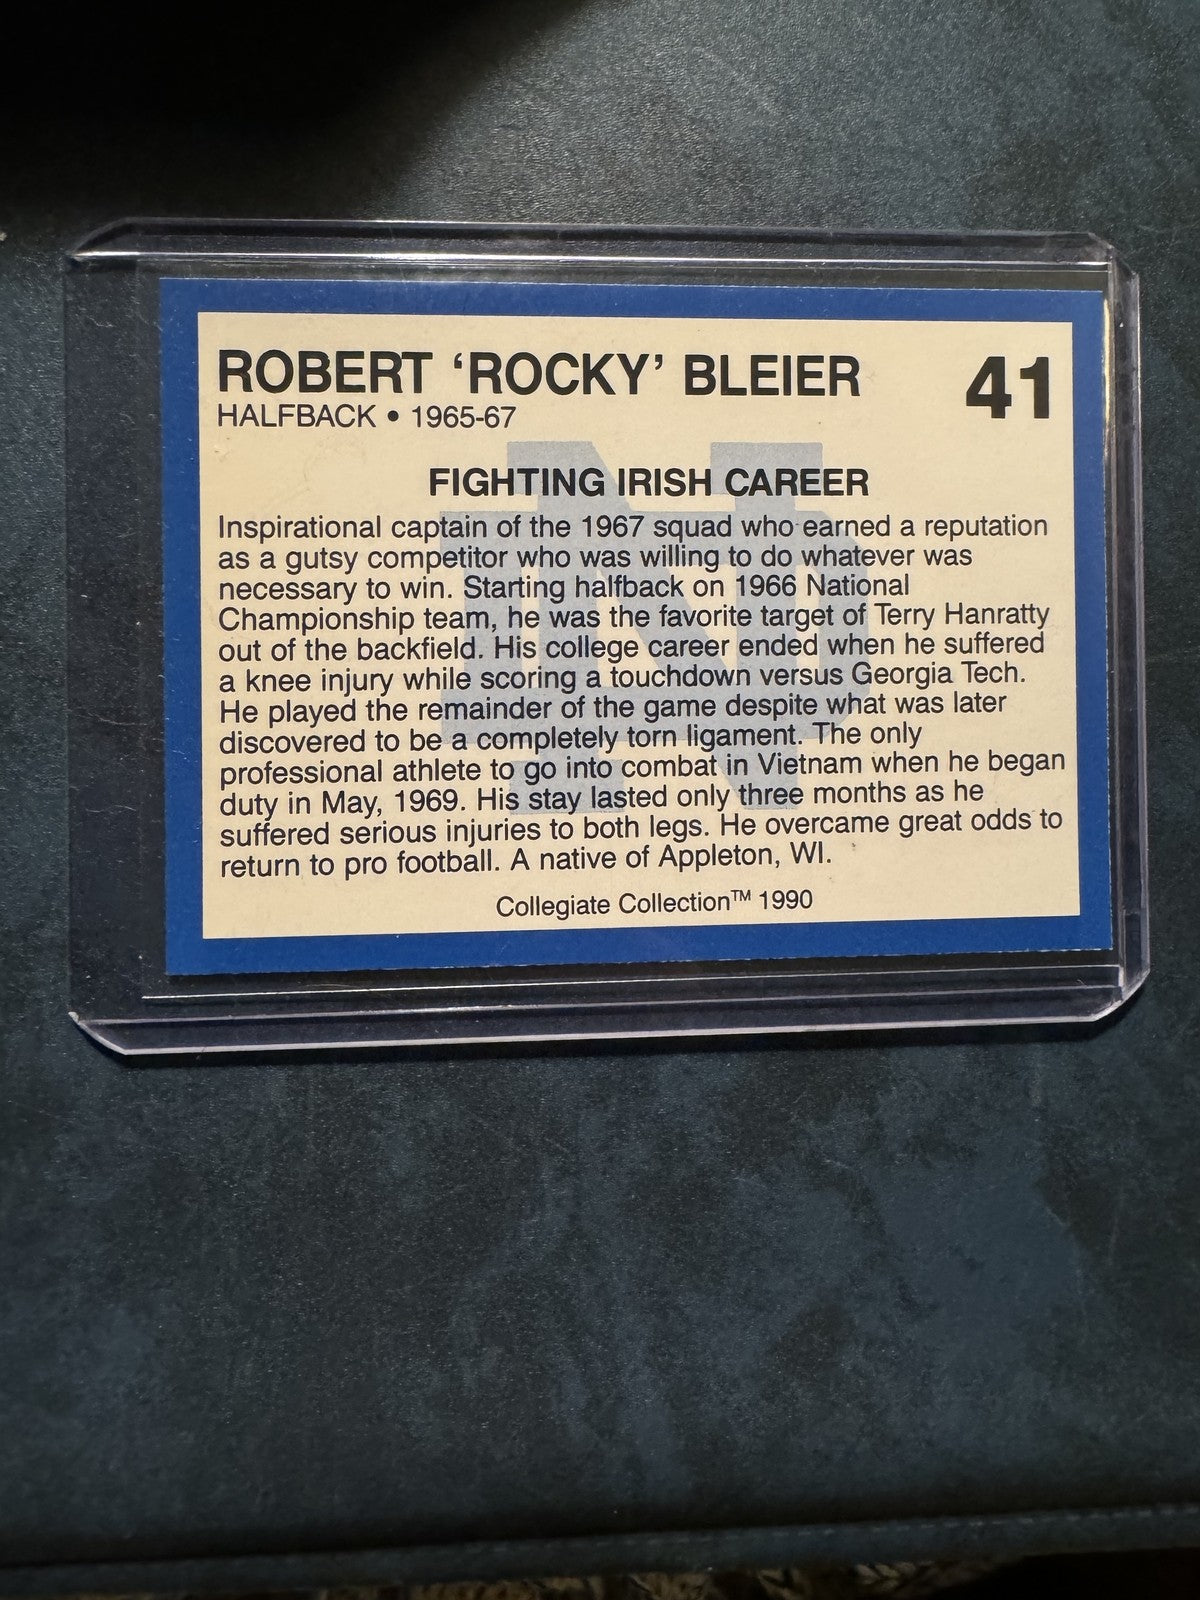 ROBERT ‘ROCKY’ BLEIER 41
HALFBACK • 1965-67
FIGHTING IRISH CAREER
Inspirational captain of the 1967 squad who earned a reputation
as a gutsy competitor who was willing to do whatever was
necessary to win. Starting halfback on 1966 National
Championship team, he was the favorite target of Terry Hanratty
out of the backfield. His college career ended when he suffered
a knee injury while scoring a touchdown versus Georgia Tech.
He played the remainder of the game despite what was later
discovered to be a completely torn ligament. The only
professional athlete to go into combat in Vietnam when he began
duty in May, 1969. His stay lasted only three months as he
suffered serious injuries to both legs. He overcame great odds to
return to pro football. A native of Appleton, WI.
Collegiate Collection™ 1990